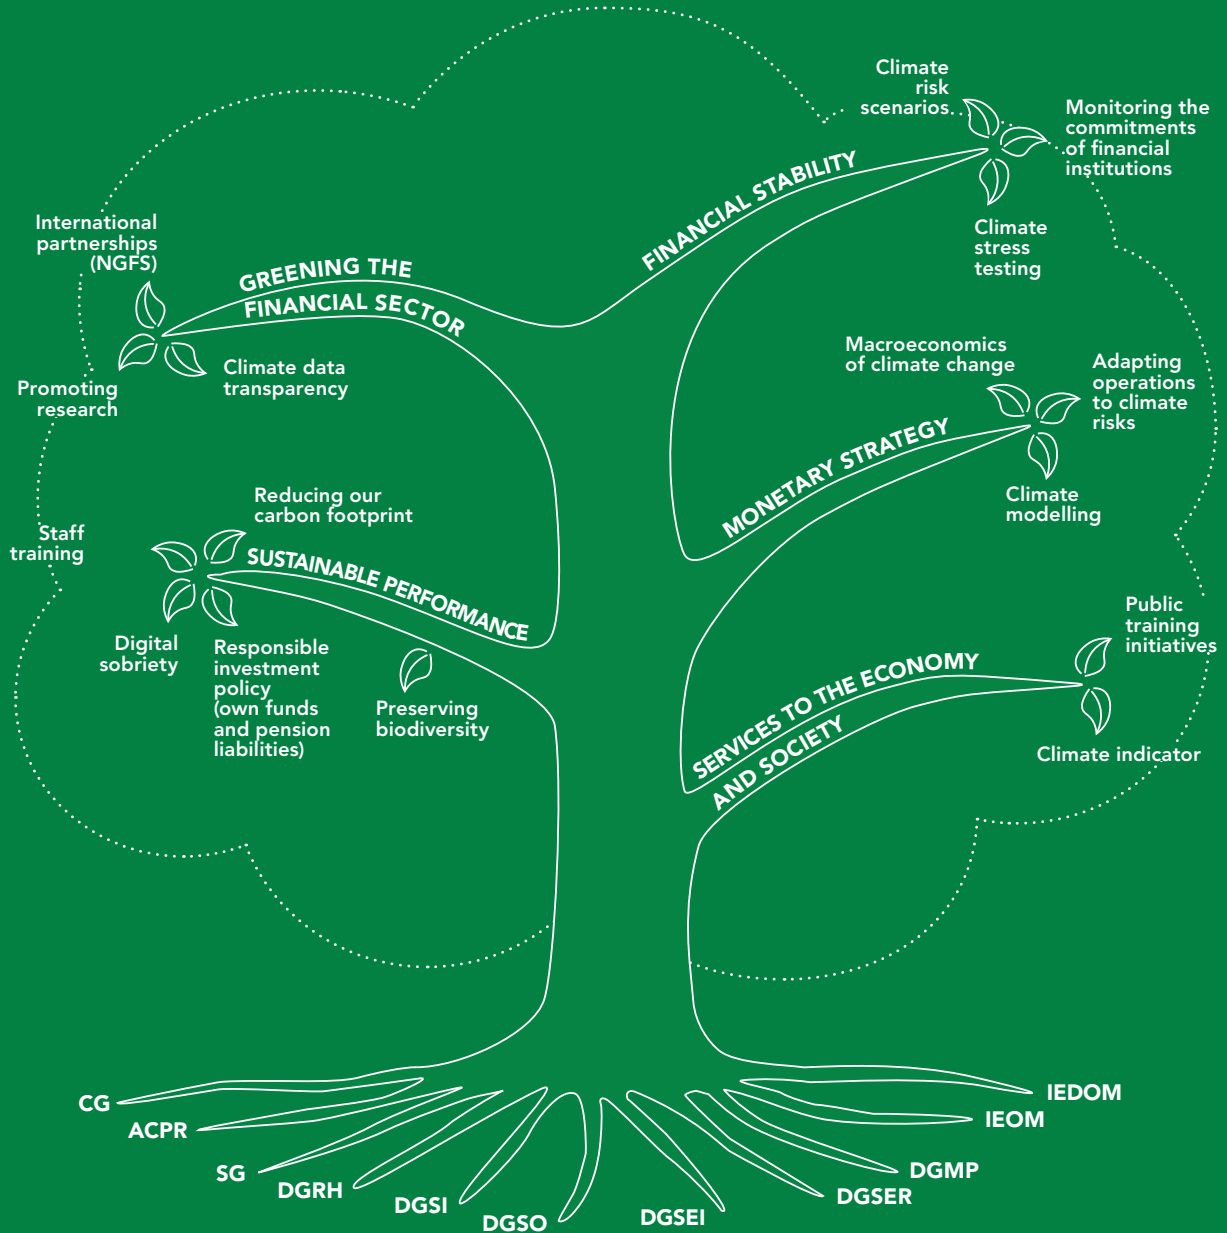 Climate
risk
scenarios
Monitoring the
commitments
of financial
institutions
Climate
stress
testing
FINANCIAL STABILITY
International
partnerships
(NGFS)
GREENING THE
FINANCIAL SECTOR
Climate data
transparency
Promoting
research
Macroeconomics
of climate change
Adapting
operations
to climate
risks
Climate
modelling
MONETARY STRATEGY
Reducing our
carbon footprint
Staff
training
SUSTAINABLE PERFORMANCE
Digital
sobriety
Responsible
investment
policy
(own funds
and pension
liabilities)
Preserving
biodiversity
Public
training
initiatives
SERVICES TO THE ECONOMY
AND SOCIETY
Climate indicator
CG
ACPR
SG
DGRH
DGSI
DGSO
DGSEI
DGSER
DGMP
IEOM
IEDOM